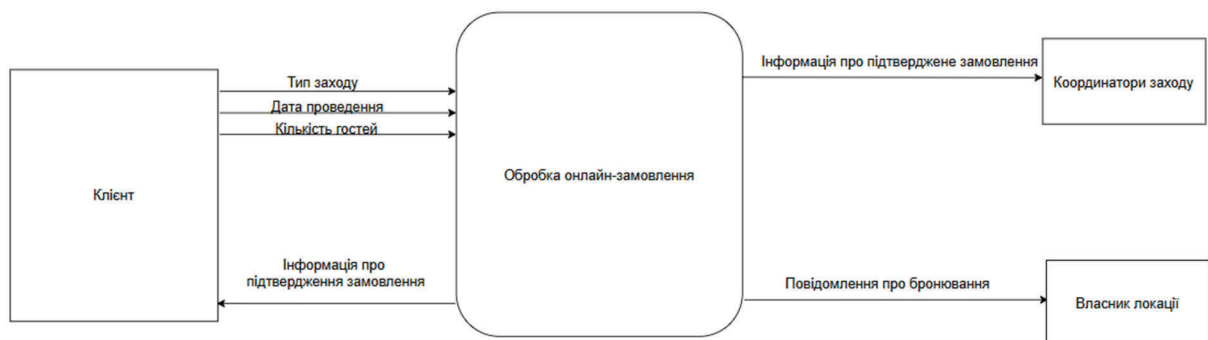 Інформація про підтверджене замовлення
Координатори заходу
Тип заходу
Дата проведення
Кількість гостей
Обробка онлайн-замовлення
Клієнт
Інформація про
підтвердження замовлення
Повідомлення про бронювання
Власник локації